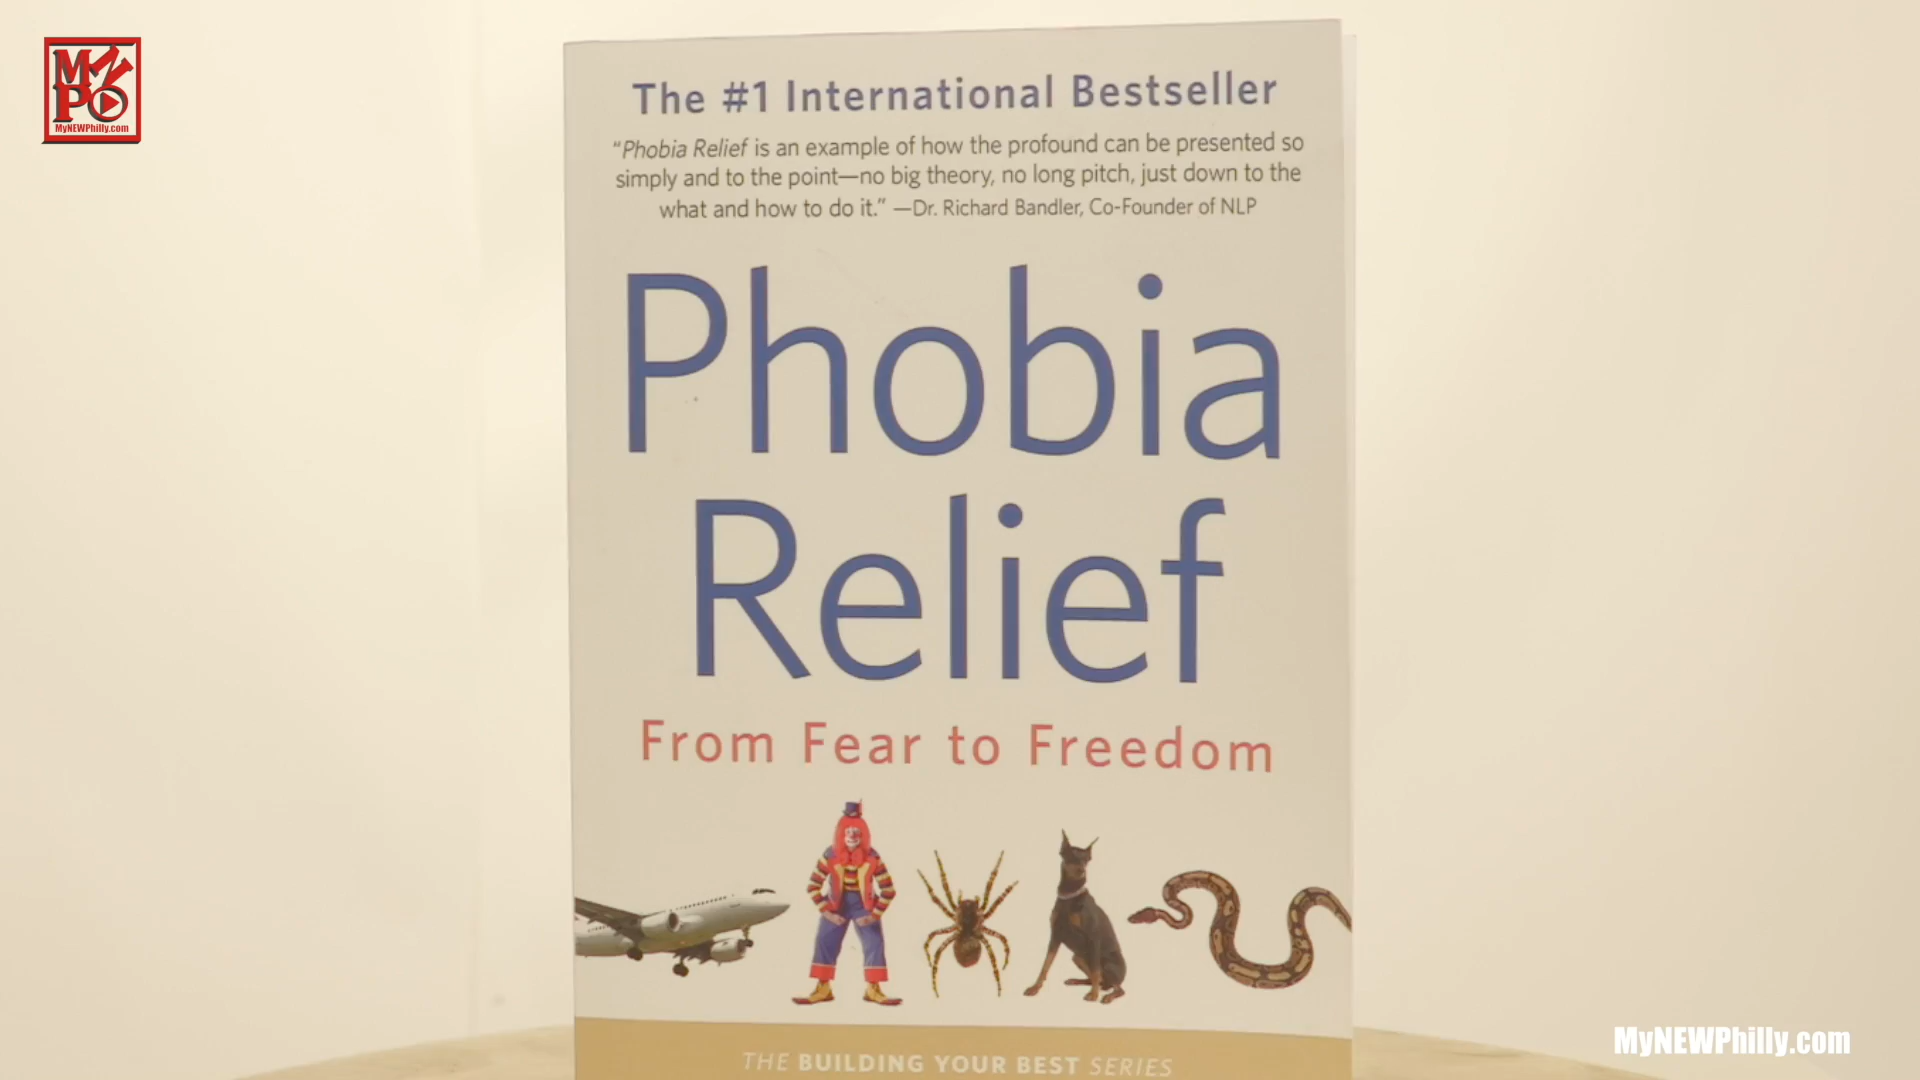 MNPO
MyNEWPhilly.com
The #1 International Bestseller
“Phobia Relief is an example of how the profound can be presented so
simply and to the point—no big theory, no long pitch, just down to the
what and how to do it.” —Dr. Richard Bandler, Co-Founder of NLP
Phobia
Relief
From Fear to Freedom
THE BUILDING YOUR BEST SERIES
MyNEWPhilly.com